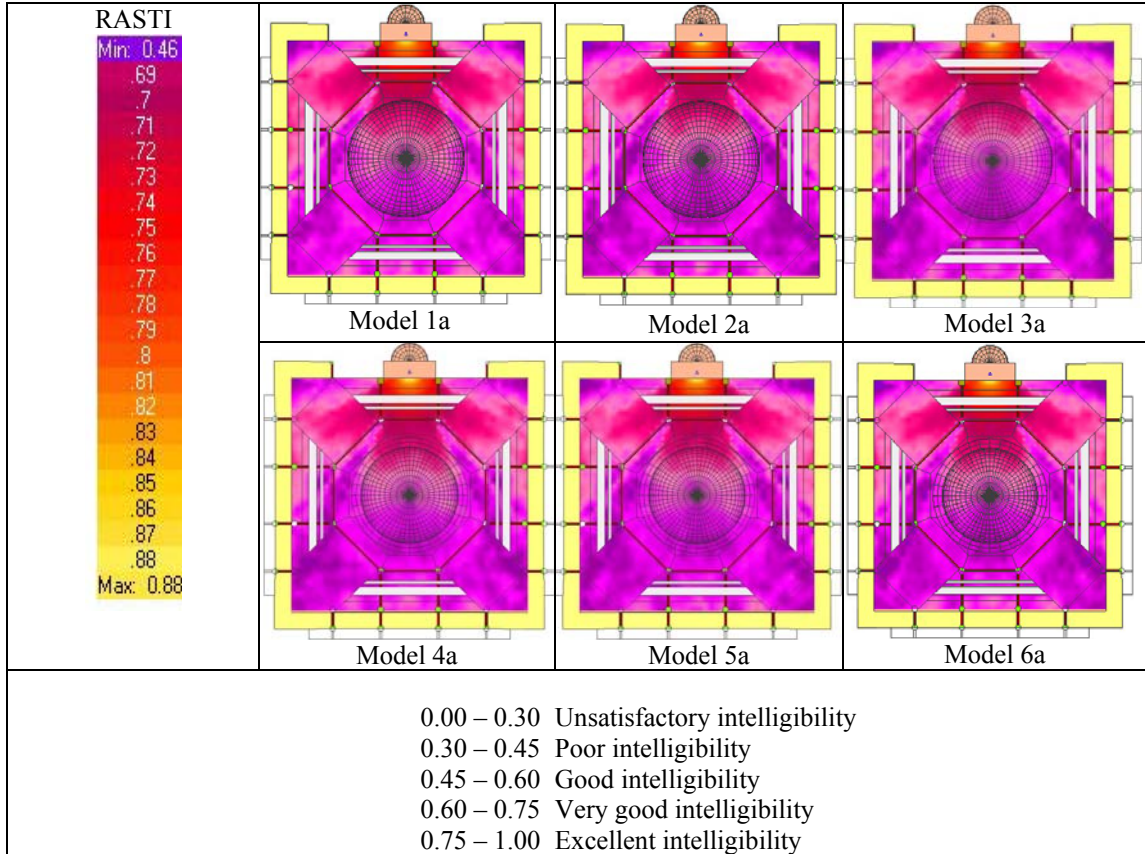 RASTI
Min: 0.46
.69
.7
.71
.72
.73
.74
.75
.76
.77
.78
.79
.8
.81
.82
.83
.84
.85
.86
.87
.88
Max: 0.88
Model 1a
Model 2a
Model 3a
Model 4a
Model 5a
Model 6a
0.00 – 0.30 Unsatisfactory intelligibility
0.30 – 0.45 Poor intelligibility
0.45 – 0.60 Good intelligibility
0.60 – 0.75 Very good intelligibility
0.75 – 1.00 Excellent intelligibility